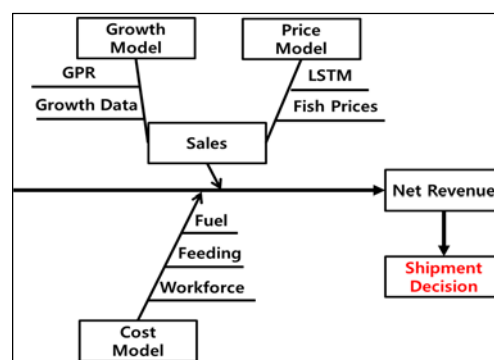 Growth
Model
Price
Model
GPR
Growth Data
LSTM
Fish Prices
Sales
Net Revenue
Fuel
Feeding
Workforce
Shipment
Decision
Cost
Model